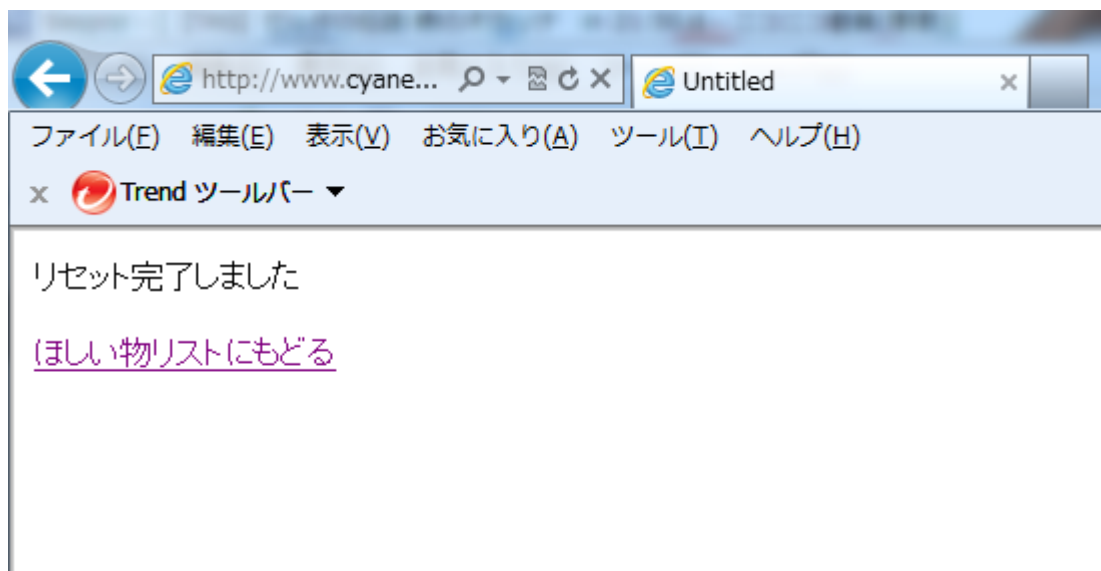 http://www.cyane... Untitled
ファイル(F) 編集(E) 表示(V) お気に入り(A) ツール(T) ヘルプ(H)
x Trend ツールバー ▼
リセット完了しました
ほしい物リストにもどる